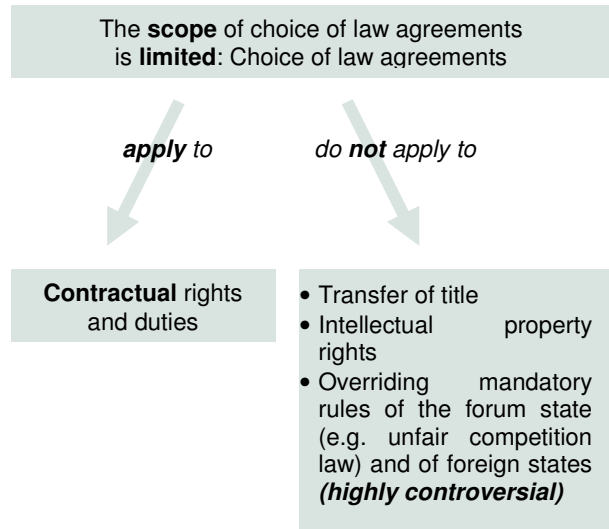 The scope of choice of law agreements
is limited: Choice of law agreements
apply to
do not apply to
Contractual rights
and duties
• Transfer of title
• Intellectual property
rights
• Overriding mandatory
rules of the forum state
(e.g. unfair competition
law) and of foreign states
(highly controversial)